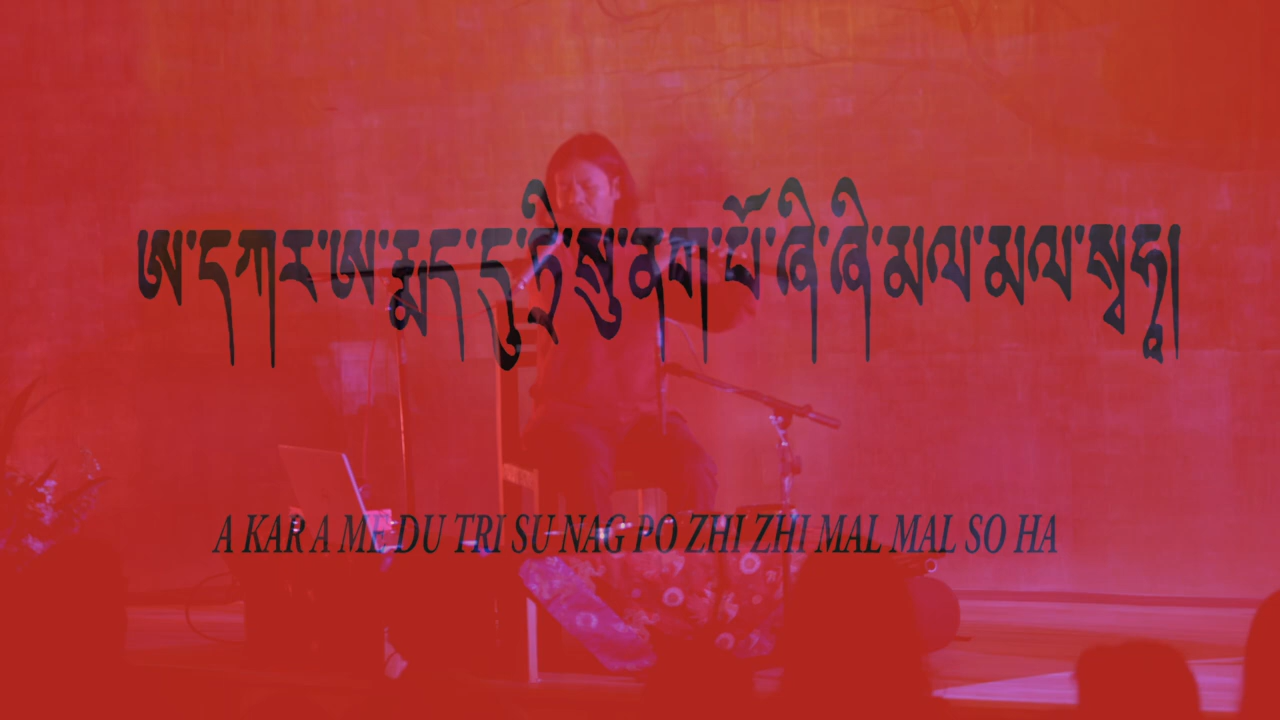 ཨ་དཀར་ཨ་རྨད་དུ་ཏྲི་སུ་ནག་པོ་ཞི་ཞི་མལ་མལ་སྭཧཱ།
A KAR A ME DU TRI SU NAG PO ZHI ZHI MAL MAL SO HA